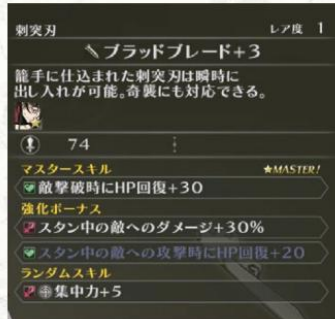 刺突刃 レア度 1
ブラッドブレード+3
籠手に仕込まれた刺突刃は瞬時に
出し入れが可能。奇襲にも対応できる。
74
マスタースキル ★MASTER!
敵撃破時にHP回復+30
強化ボーナス
スタン中の敵へのダメージ+30%
スタン中の敵への攻撃時にHP回復+20
ランダムスキル
集中力+5